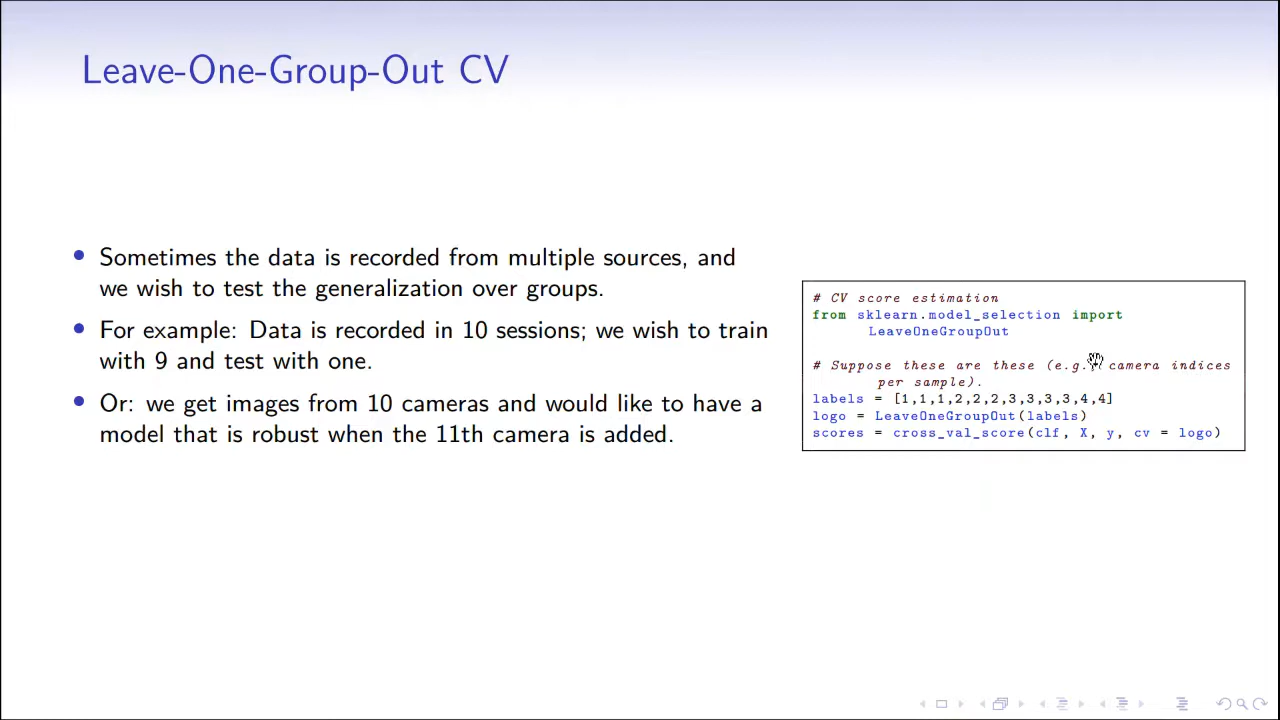 Leave-One-Group-Out CV
• Sometimes the data is recorded from multiple sources, and
we wish to test the generalization over groups.
• For example: Data is recorded in 10 sessions; we wish to train
with 9 and test with one.
• Or: we get images from 10 cameras and would like to have a
model that is robust when the 11th camera is added.
# CV score estimation
from sklearn.model_selection import
LeaveOneGroupOut
# Suppose these are these (e.g., camera indices
per sample).
labels = [1,1,1,2,2,2,3,3,3,3,4,4]
logo = LeaveOneGroupOut(labels)
scores = cross_val_score(clf, X, y, cv = logo)